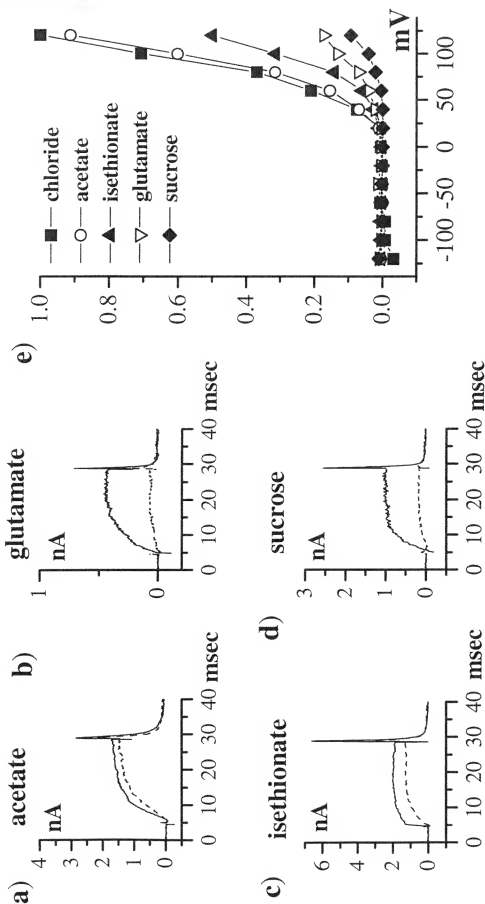 a)
acetate
nA
4
3
2
1
0
0 10 20 30 40
msec
b)
glutamate
nA
1
0
0 10 20 30 40 msec
c)
isethionate
nA
6
4
2
0
0 10 20 30 40
msec
d)
sucrose
nA
3
2
1
0
0 10 20 30 40
msec
e)
1.0
0.8
0.6
0.4
0.2
0.0
chloride
acetate
isethionate
glutamate
sucrose
-100 -50 0 50 100
mV